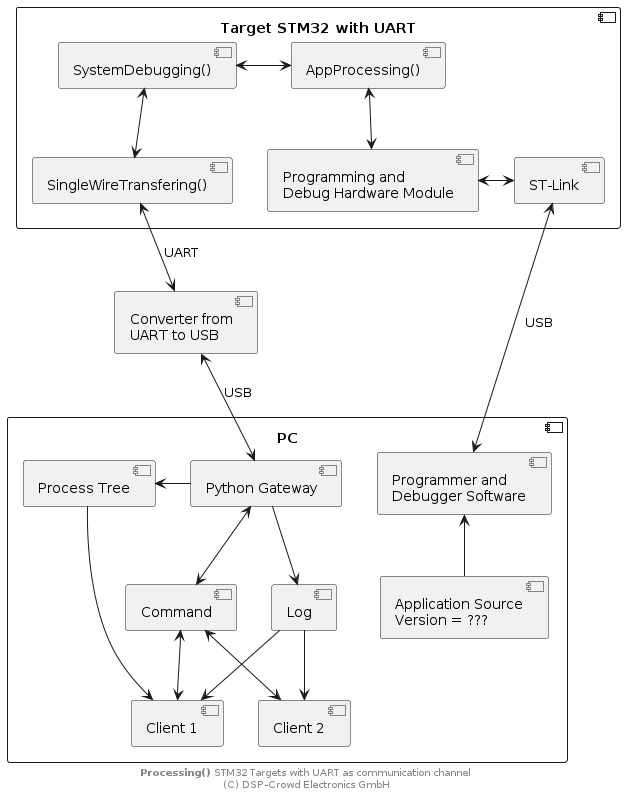 Target STM32 with UART
SystemDebugging()
AppProcessing()
SingleWireTransfering()
Programming and
Debug Hardware Module
ST-Link
UART
Converter from
UART to USB
USB
USB
PC
Process Tree
Python Gateway
Programmer and
Debugger Software
Command
Log
Application Source
Version = ???
Client 1
Client 2
Processing() STM32 Targets with UART as communication channel
(C) DSP-Crowd Electronics GmbH